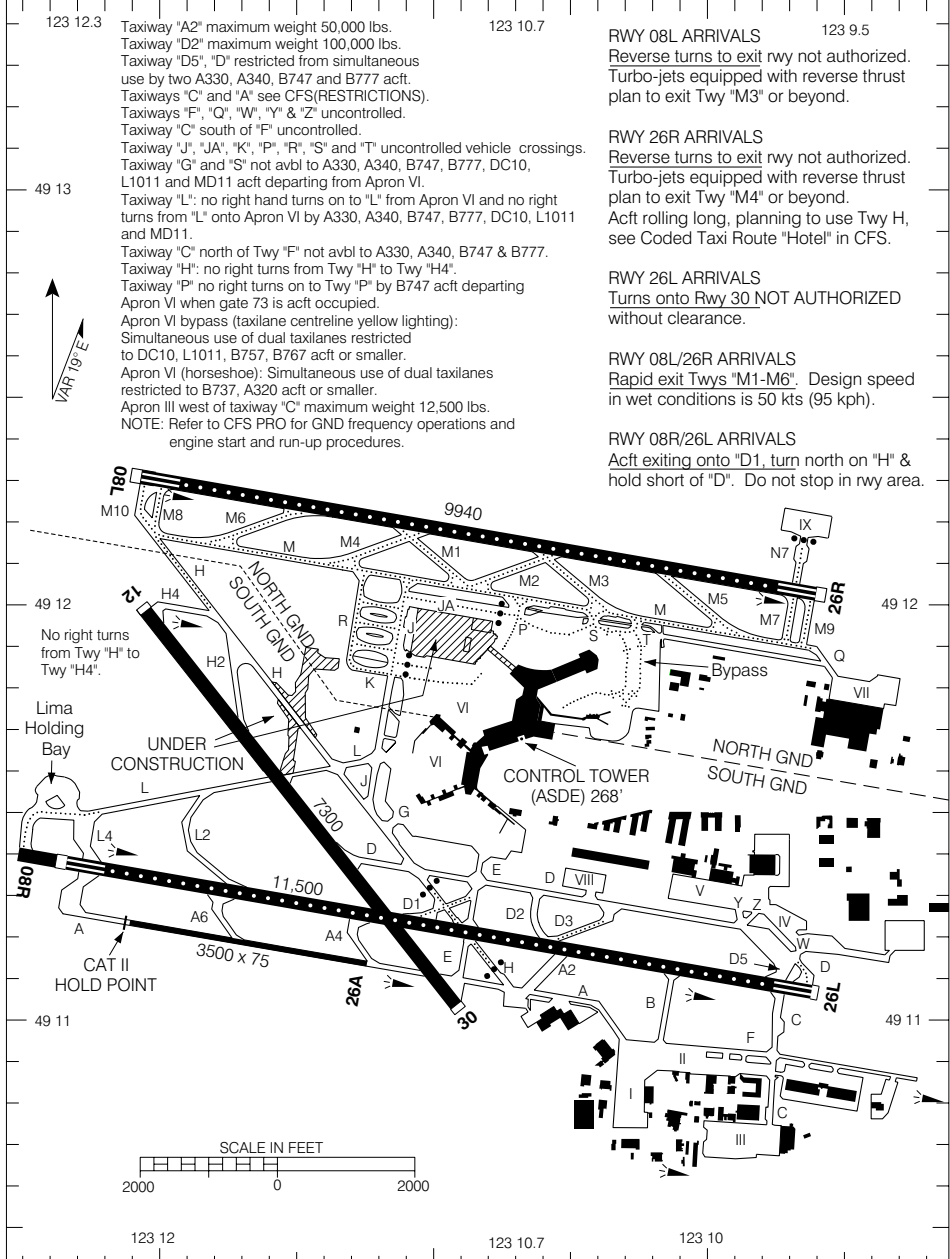 123 12.3
123 10.7
123 9.5
Taxiway "A2" maximum weight 50,000 lbs.
Taxiway "D2" maximum weight 100,000 lbs.
Taxiway "D5", "D" restricted from simultaneous
use by two A330, A340, B747 and B777 acft.
Taxiways "C" and "A" see CFS(RESTRICTIONS).
Taxiways "F", "Q", "W", "Y" & "Z" uncontrolled.
Taxiway "C" south of "F" uncontrolled.
Taxiway "J", "JA", "K", "P", "R", "S" and "T" uncontrolled vehicle crossings.
Taxiway "G" and "S" not avbl to A330, A340, B747, B777, DC10,
L1011 and MD11 acft departing from Apron VI.
Taxiway "L": no right hand turns on to "L" from Apron VI and no right
turns from "L" onto Apron VI by A330, A340, B747, B777, DC10, L1011
and MD11.
Taxiway "C" north of Twy "F" not avbl to A330, A340, B747 & B777.
Taxiway "H": no right turns from Twy "H" to Twy "H4".
Taxiway "P" no right turns on to Twy "P" by B747 acft departing
Apron VI when gate 73 is acft occupied.
Apron VI bypass (taxilane centreline yellow lighting):
Simultaneous use of dual taxilanes restricted
to DC10, L1011, B757, B767 acft or smaller.
Apron VI (horseshoe): Simultaneous use of dual taxilanes
restricted to B737, A320 acft or smaller.
Apron III west of taxiway "C" maximum weight 12,500 lbs.
NOTE: Refer to CFS PRO for GND frequency operations and
engine start and run-up procedures.
RWY 08L ARRIVALS
Reverse turns to exit rwy not authorized.
Turbo-jets equipped with reverse thrust
plan to exit Twy "M3" or beyond.
RWY 26R ARRIVALS
Reverse turns to exit rwy not authorized.
Turbo-jets equipped with reverse thrust
plan to exit Twy "M4" or beyond.
Acft rolling long, planning to use Twy H,
see Coded Taxi Route "Hotel" in CFS.
RWY 26L ARRIVALS
Turns onto Rwy 30 NOT AUTHORIZED
without clearance.
RWY 08L/26R ARRIVALS
Rapid exit Twys "M1-M6". Design speed
in wet conditions is 50 kts (95 kph).
RWY 08R/26L ARRIVALS
Acft exiting onto "D1, turn north on "H" &
hold short of "D". Do not stop in rwy area.
49 13
VAR 19° E
08L
M10
M8
M6
M
M4
9940
M1
M2
M3
M
M5
M7
M9
N7
IX
26R
49 12
49 12
12
H4
H
NORTH GND
SOUTH GND
R
J
JA
D
P
S
T
Q
VII
Bypass
No right turns
from Twy "H" to
Twy "H4".
H2
H
K
VI
VI
Lima
Holding
Bay
UNDER
CONSTRUCTION
L
L
J
G
CONTROL TOWER
(ASDE) 268'
NORTH GND
SOUTH GND
L4
L2
7300
D
08R
11,500
E
D
VIII
V
D1
D2
D3
Y
Z
IV
W
D
D5
A
A6
A4
E
H
A2
A
B
C
26L
3500 x 75
CAT II
HOLD POINT
26A
30
49 11
49 11
F
II
I
C
III
SCALE IN FEET
2000
0
2000
123 12
123 10.7
123 10